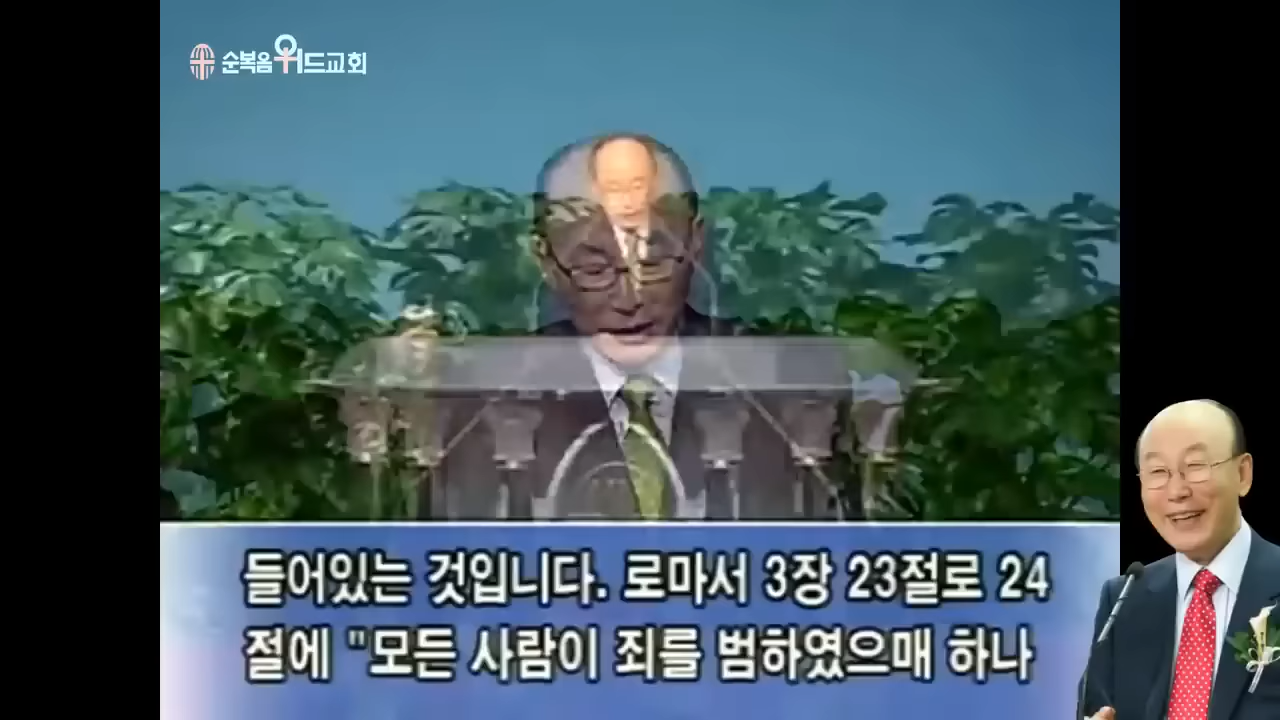 순복음위드교회
들어있는 것입니다. 로마서 3장 23절로 24
절에 "모든 사람이 죄를 범하였으매 하나